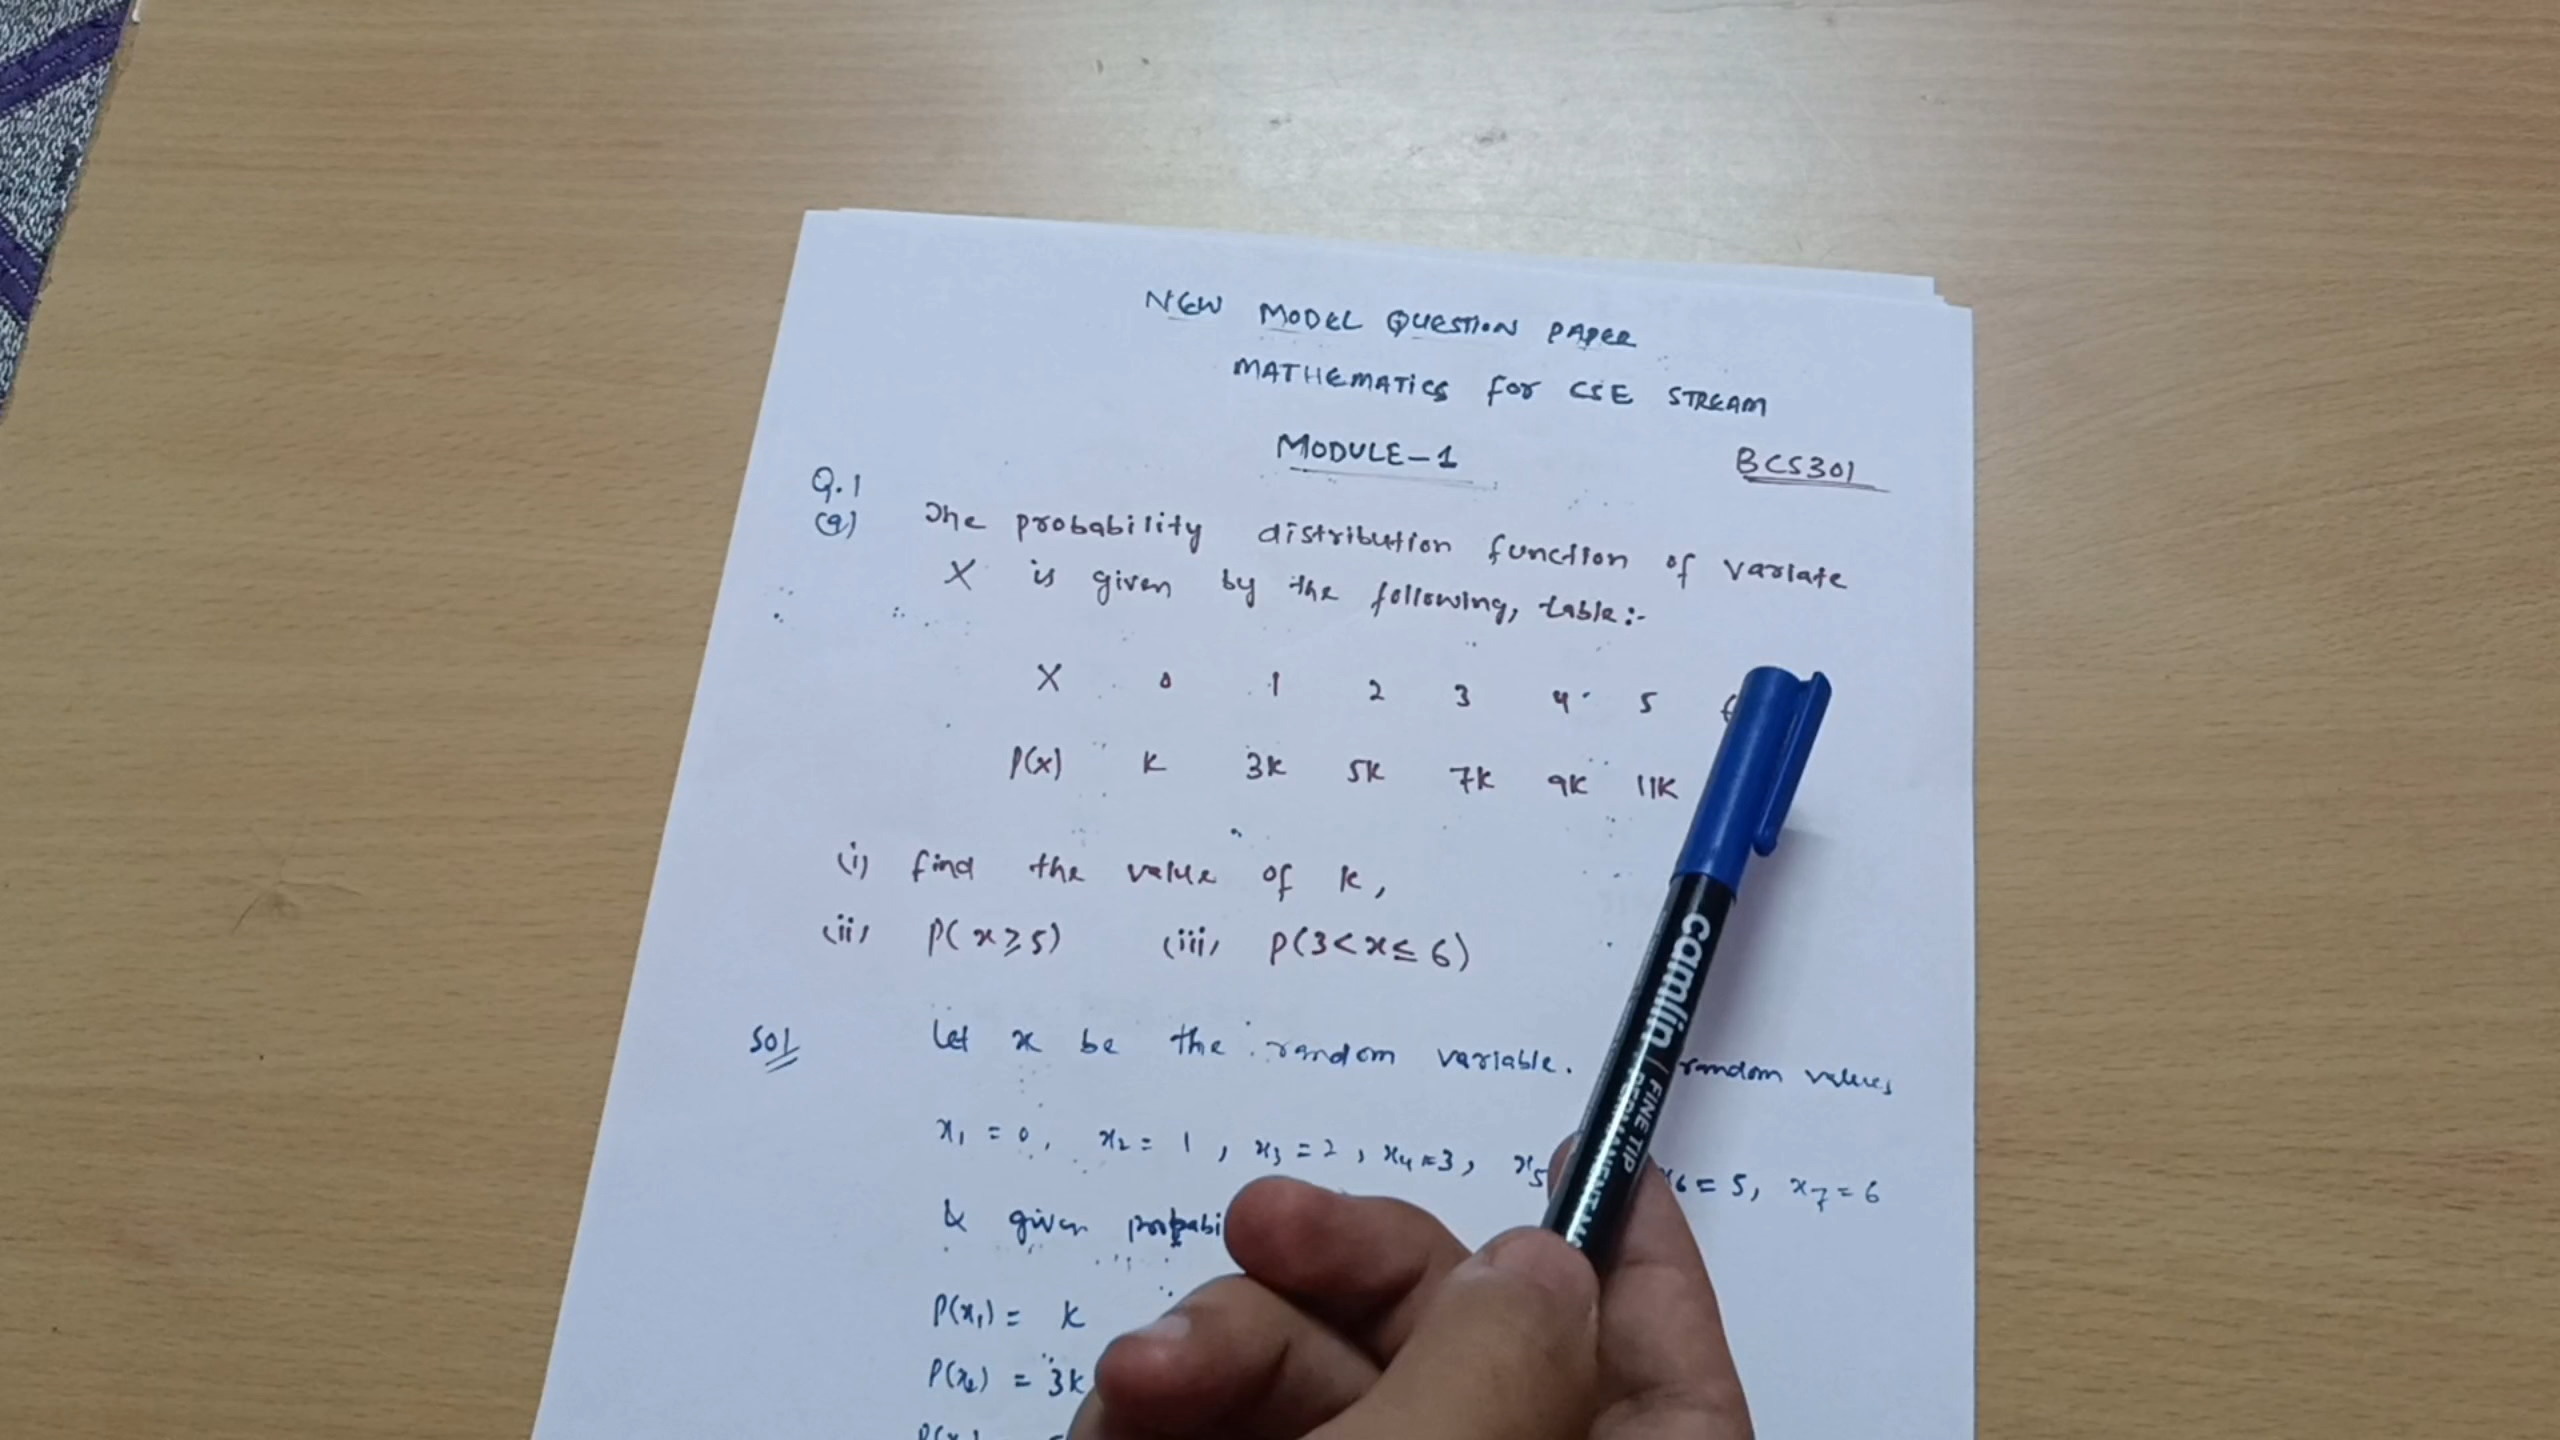 NEW MODEL QUESTION PAPER
MATHEMATICS for CSE STREAM
MODULE-1 BCS301
Q.1
(a) The probability distribution function of variate
X is given by the following, table:-
X 0 1 2 3 4 5
P(x) K 3K 5K 7K 9K 11K
(i) find the value of K,
(ii) P(x≥5) (iii) P(3<x≤6)
Sol Let x be the random variable. random values
x₁=0, x₂=1, x₃=2, x₄=3, x₅ x₆=5, x₇=6
& given
P(x₁) = K
P(x₂) = 3K
camlin FINE TIP